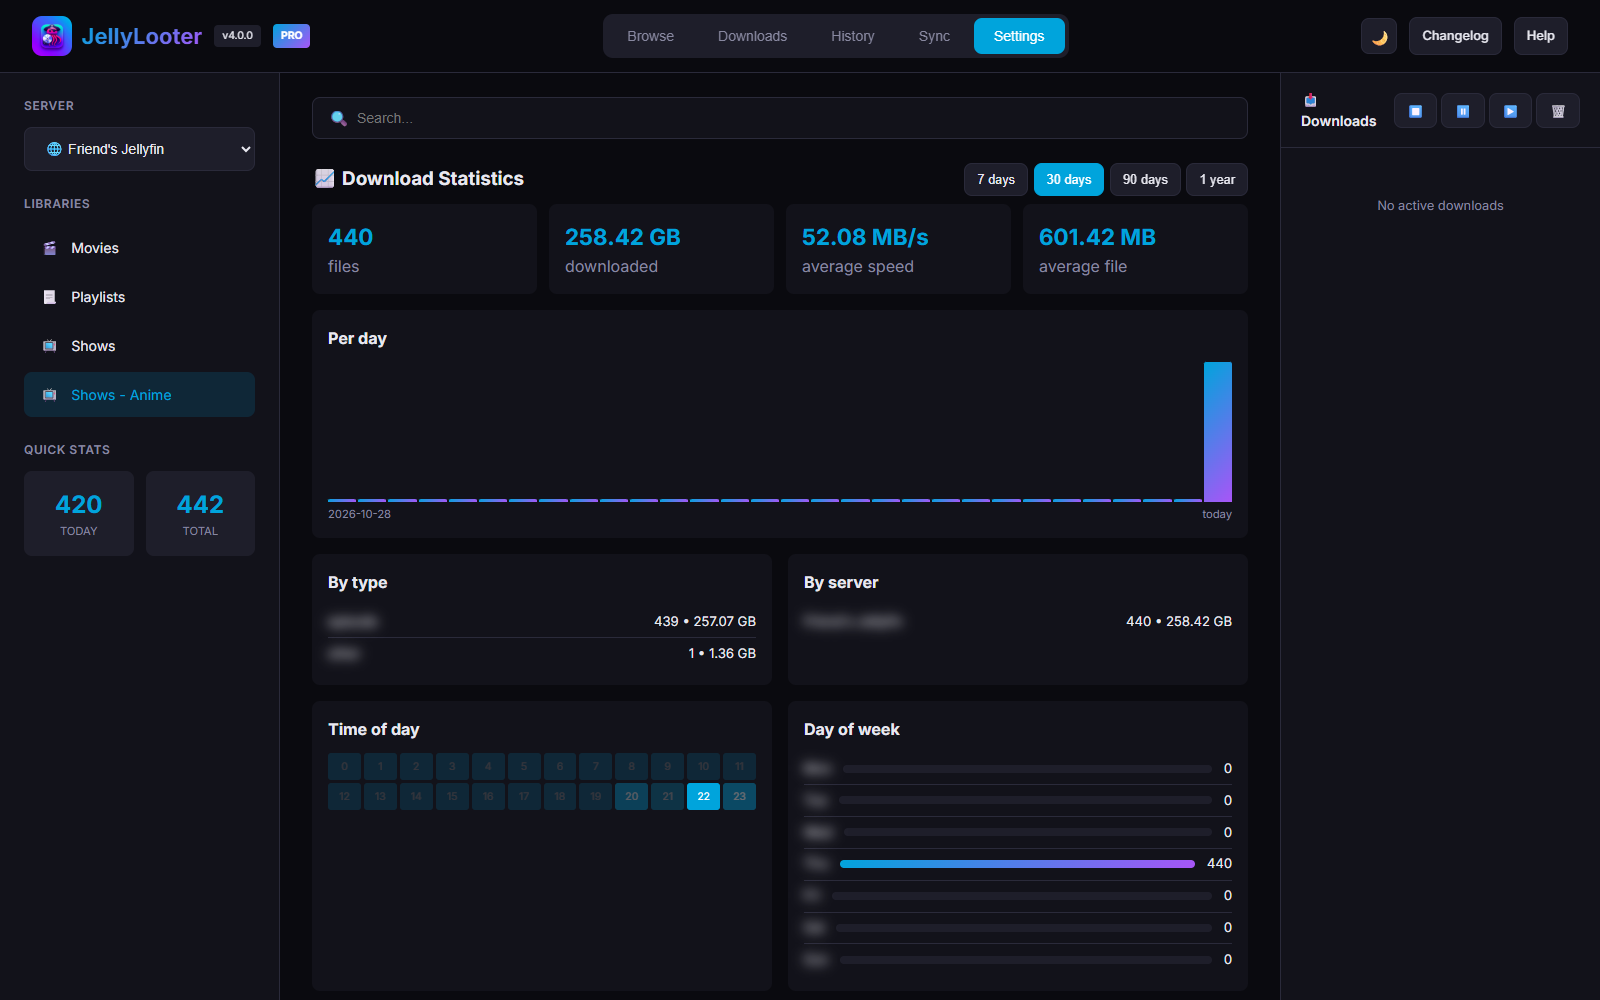 JellyLooter
v4.0.0
PRO
Browse
Downloads
History
Sync
Settings
Changelog
Help
SERVER
Friend's Jellyfin
LIBRARIES
Movies
Playlists
Shows
Shows - Anime
QUICK STATS
420
TODAY
442
TOTAL
Search...
Download Statistics
7 days
30 days
90 days
1 year
440
files
258.42 GB
downloaded
52.08 MB/s
average speed
601.42 MB
average file
Per day
2026-10-28
today
By type
439 • 257.07 GB
1 • 1.36 GB
By server
440 • 258.42 GB
Time of day
0 1 2 3 4 5 6 7 8 9 10 11
12 13 14 15 16 17 18 19 20 21 22 23
Day of week
0
0
0
440
0
0
0
Downloads
No active downloads